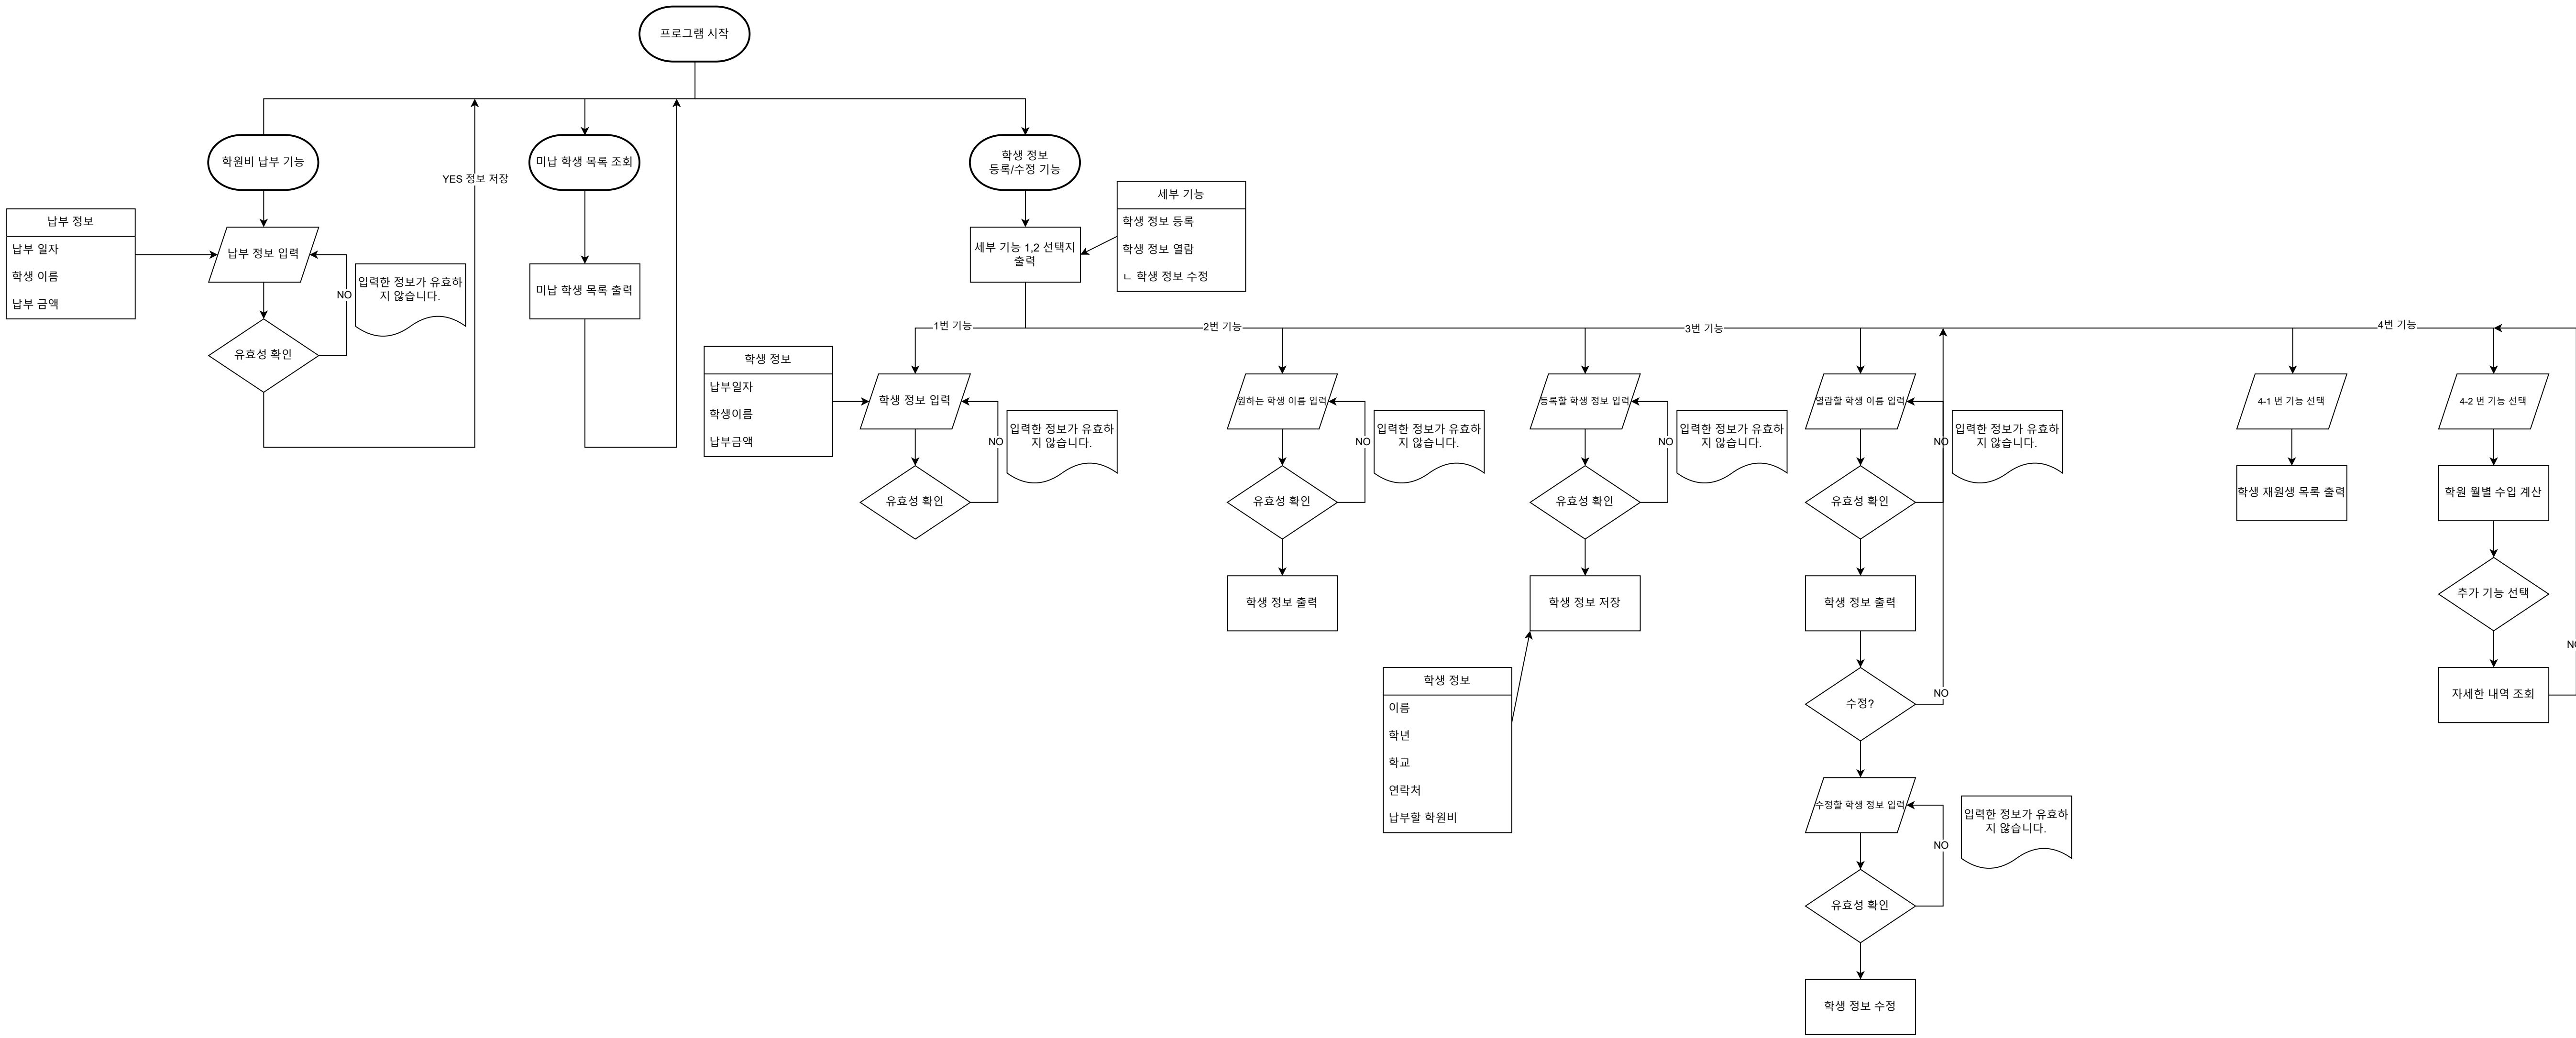 프로그램 시작
학원비 납부 기능
미납 학생 목록 조회
학생 정보
등록/수정 기능
YES 정보 저장
납부 정보
납부 일자
학생 이름
납부 금액
납부 정보 입력
NO
입력한 정보가 유효하
지 않습니다.
유효성 확인
미납 학생 목록 출력
세부 기능 1,2 선택지
출력
세부 기능
학생 정보 등록
학생 정보 열람
ㄴ 학생 정보 수정
1번 기능
2번 기능
3번 기능
4번 기능
학생 정보
납부일자
학생이름
납부금액
학생 정보 입력
NO
입력한 정보가 유효하
지 않습니다.
유효성 확인
원하는 학생 이름 입력
NO
입력한 정보가 유효하
지 않습니다.
유효성 확인
학생 정보 출력
등록할 학생 정보 입력
NO
입력한 정보가 유효하
지 않습니다.
유효성 확인
학생 정보 저장
학생 정보
이름
학년
학교
연락처
납부할 학원비
열람할 학생 이름 입력
NO
입력한 정보가 유효하
지 않습니다.
유효성 확인
학생 정보 출력
수정?
NO
수정할 학생 정보 입력
NO
입력한 정보가 유효하
지 않습니다.
유효성 확인
학생 정보 수정
4-1 번 기능 선택
학생 재원생 목록 출력
4-2 번 기능 선택
학원 월별 수입 계산
추가 기능 선택
자세한 내역 조회